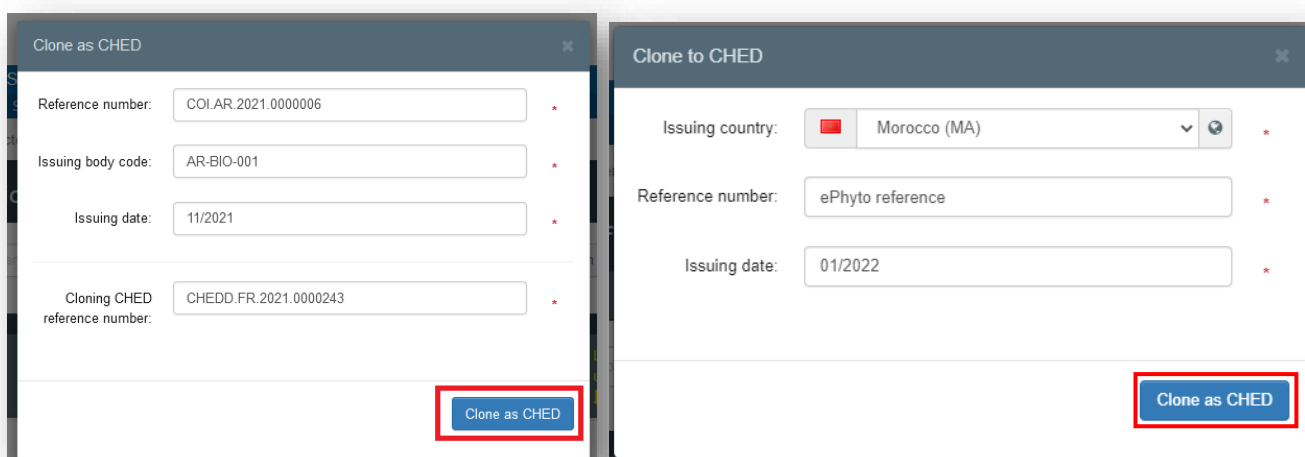 Clone as CHED
Reference number: COI.AR.2021.0000006 *
Issuing body code: AR-BIO-001 *
Issuing date: 11/2021 *
Cloning CHED CHEDD.FR.2021.0000243 *
reference number:
Clone as CHED
Clone to CHED
Issuing country: Morocco (MA) *
Reference number: ePhyto reference *
Issuing date: 01/2022 *
Clone as CHED